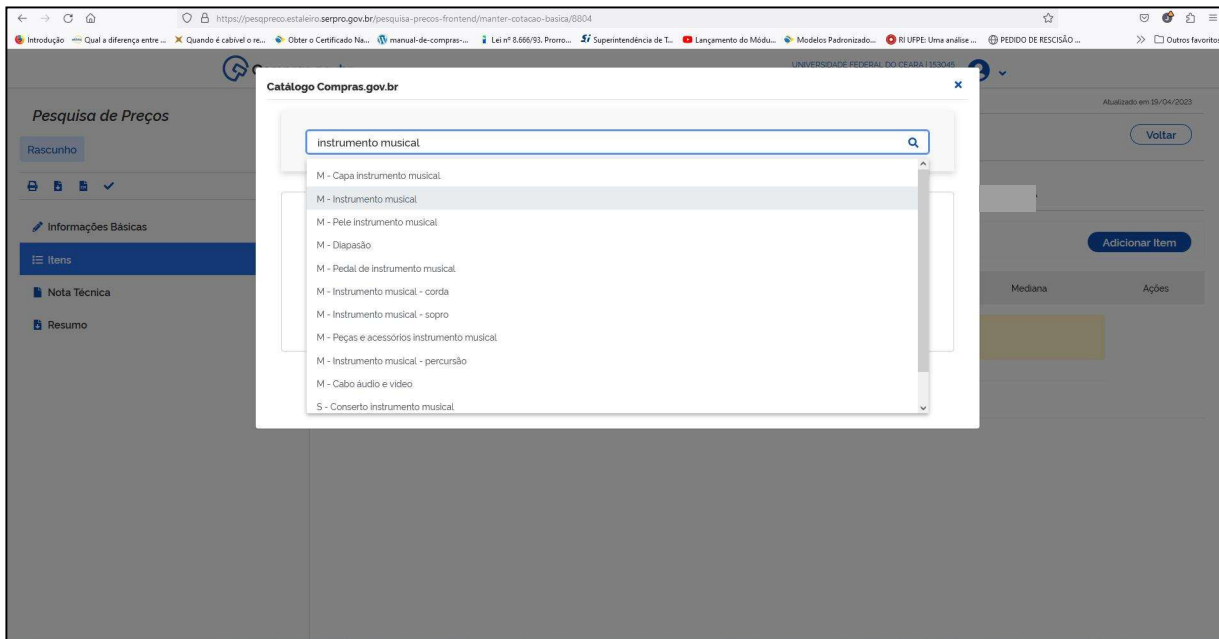 https://pesqpreco.estaleiro.serpro.gov.br/pesquisa-precos-frontend/manter-cotacao-basica/8804
Introdução
Qual a diferença entre ...
Quando é cabível o re...
Obter o Certificado Na...
manual-de-compras-...
Lei nº 8.666/93. Prorro...
Superintendência de T...
Lançamento do Módu...
Modelos Padronizado...
RI UFPE: Uma análise ...
PEDIDO DE RESCISÃO ...
Outros favoritos
UNIVERSIDADE FEDERAL DO CEARA | 153045
Catálogo Compras.gov.br
Atualizado em 19/04/2023
Pesquisa de Preços
Voltar
Rascunho
instrumento musical
M - Capa instrumento musical
M - Instrumento musical
M - Pele instrumento musical
M - Diapasão
M - Pedal de instrumento musical
M - Instrumento musical - corda
M - Instrumento musical - sopro
M - Peças e acessórios instrumento musical
M - Instrumento musical - percursão
M - Cabo áudio e vídeo
S - Conserto instrumento musical
Informações Básicas
Itens
Nota Técnica
Resumo
Adicionar Item
Mediana
Ações